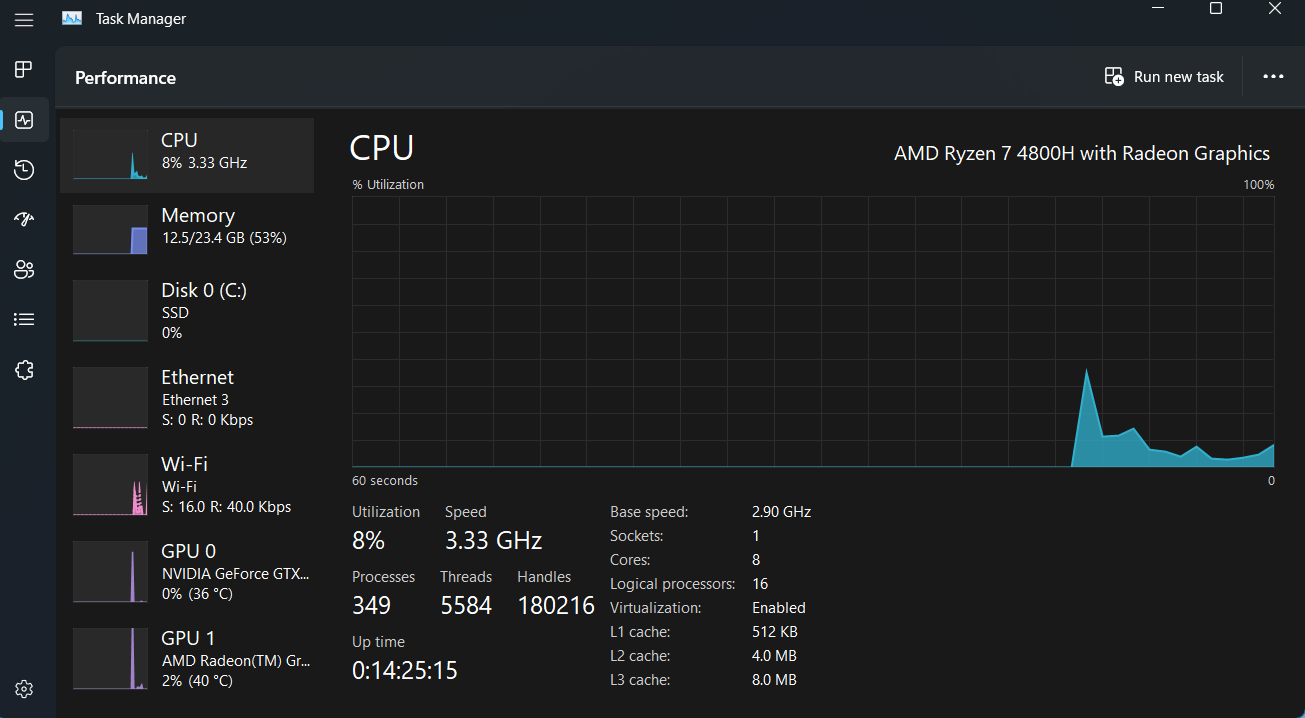 Task Manager
Performance
Run new task
CPU
8% 3.33 GHz
Memory
12.5/23.4 GB (53%)
Disk 0 (C:)
SSD
0%
Ethernet
Ethernet 3
S: 0 R: 0 Kbps
Wi-Fi
Wi-Fi
S: 16.0 R: 40.0 Kbps
GPU 0
NVIDIA GeForce GTX...
0% (36 °C)
GPU 1
AMD Radeon(TM) Gr...
2% (40 °C)
CPU
AMD Ryzen 7 4800H with Radeon Graphics
% Utilization
100%
60 seconds
0
Utilization Speed
8% 3.33 GHz
Processes Threads Handles
349 5584 180216
Up time
0:14:25:15
Base speed: 2.90 GHz
Sockets: 1
Cores: 8
Logical processors: 16
Virtualization: Enabled
L1 cache: 512 KB
L2 cache: 4.0 MB
L3 cache: 8.0 MB